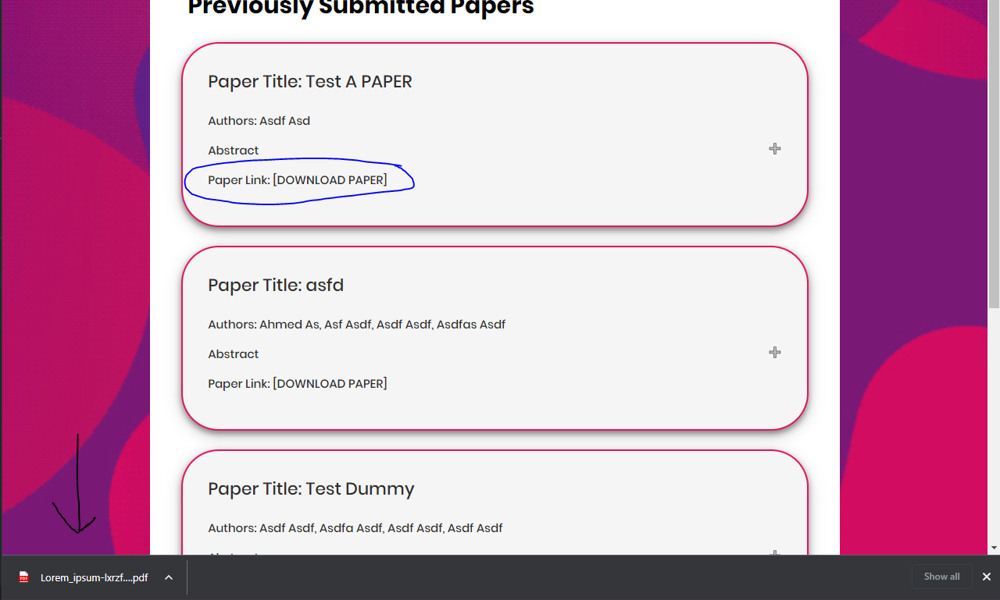 Previously Submitted Papers
Paper Title: Test A PAPER
Authors: Asdf Asd
Abstract
Paper Link: [DOWNLOAD PAPER]
Paper Title: asfd
Authors: Ahmed As, Asf Asdf, Asdf Asdf, Asdfas Asdf
Abstract
Paper Link: [DOWNLOAD PAPER]
Paper Title: Test Dummy
Authors: Asdf Asdf, Asdfa Asdf, Asdf Asdf, Asdf Asdf
Lorem_ipsum-lxrzf....pdf
Show all